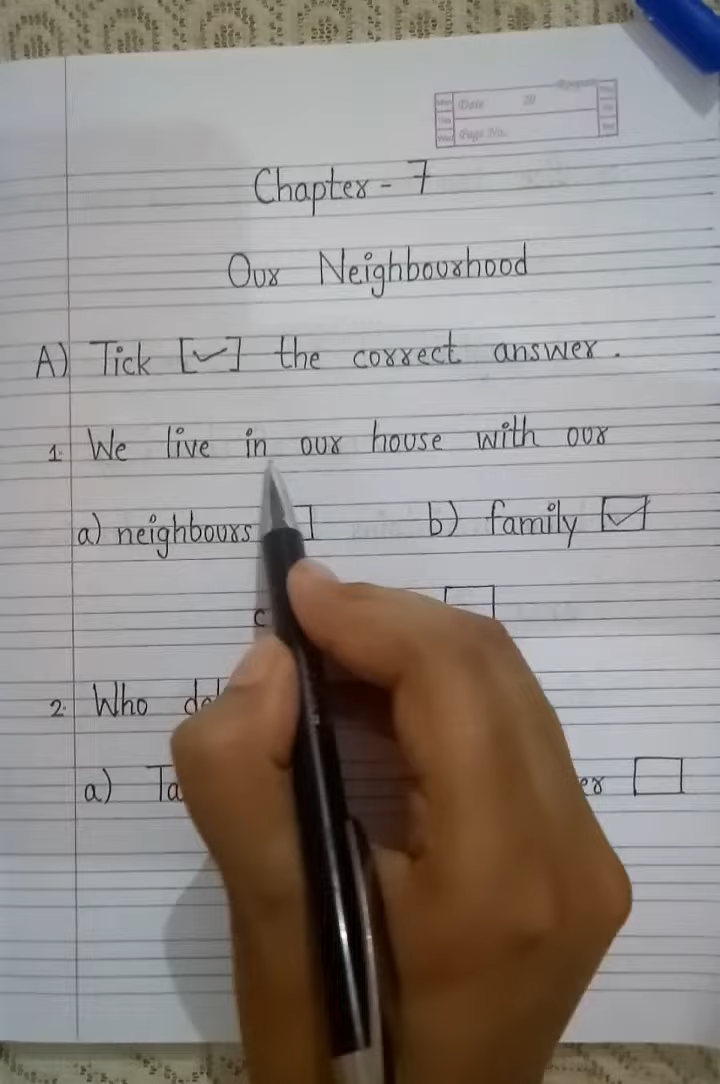 Date 20
Page No.
Chapter - 7
Our Neighbourhood
A) Tick [✓] the correct answer.
1. We live in our house with our
a) neighbours b) family ✓
c
2. Who
a)